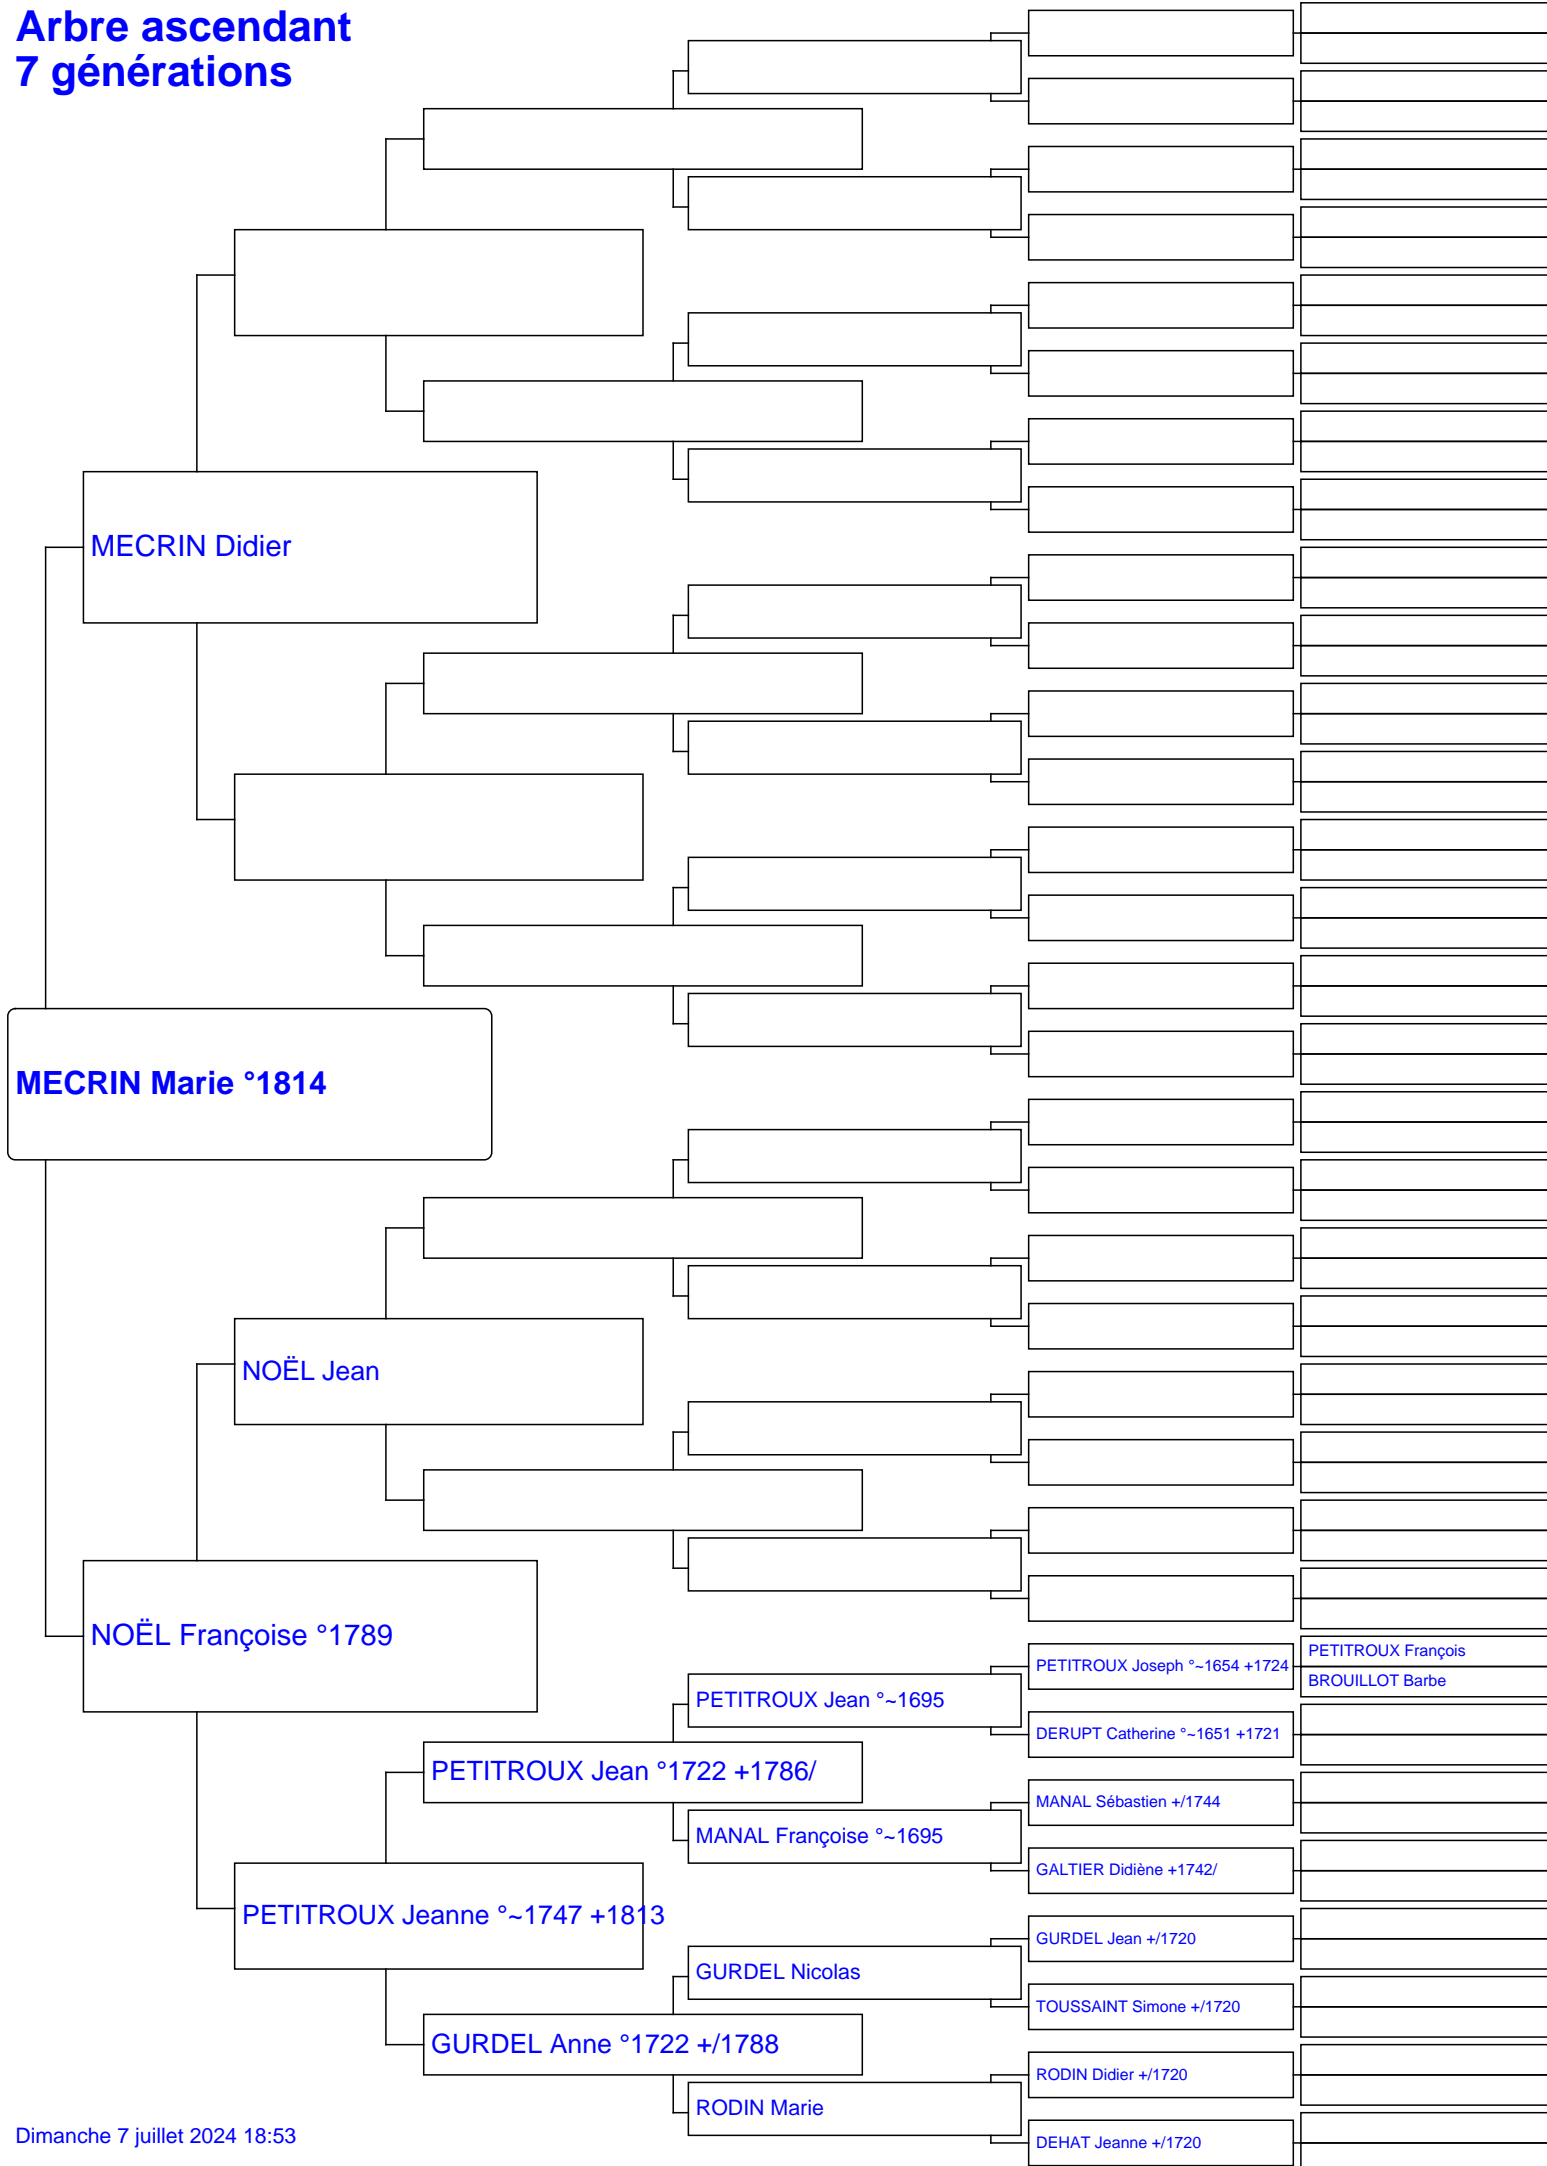 Arbre ascendant
7 générations
MECRIN Didier
MECRIN Marie °1814
NOËL Jean
NOËL Françoise °1789
PETITROUX Joseph °~1654 +1724
PETITROUX François
BROUILLOT Barbe
PETITROUX Jean °~1695
DERUPT Catherine °~1651 +1721
PETITROUX Jean °1722 +1786/
MANAL Sébastien +/1744
MANAL Françoise °~1695
GALTIER Didiène +1742/
PETITROUX Jeanne °~1747 +1813
GURDEL Jean +/1720
GURDEL Nicolas
TOUSSAINT Simone +/1720
GURDEL Anne °1722 +/1788
RODIN Didier +/1720
RODIN Marie
DEHAT Jeanne +/1720
Dimanche 7 juillet 2024 18:53